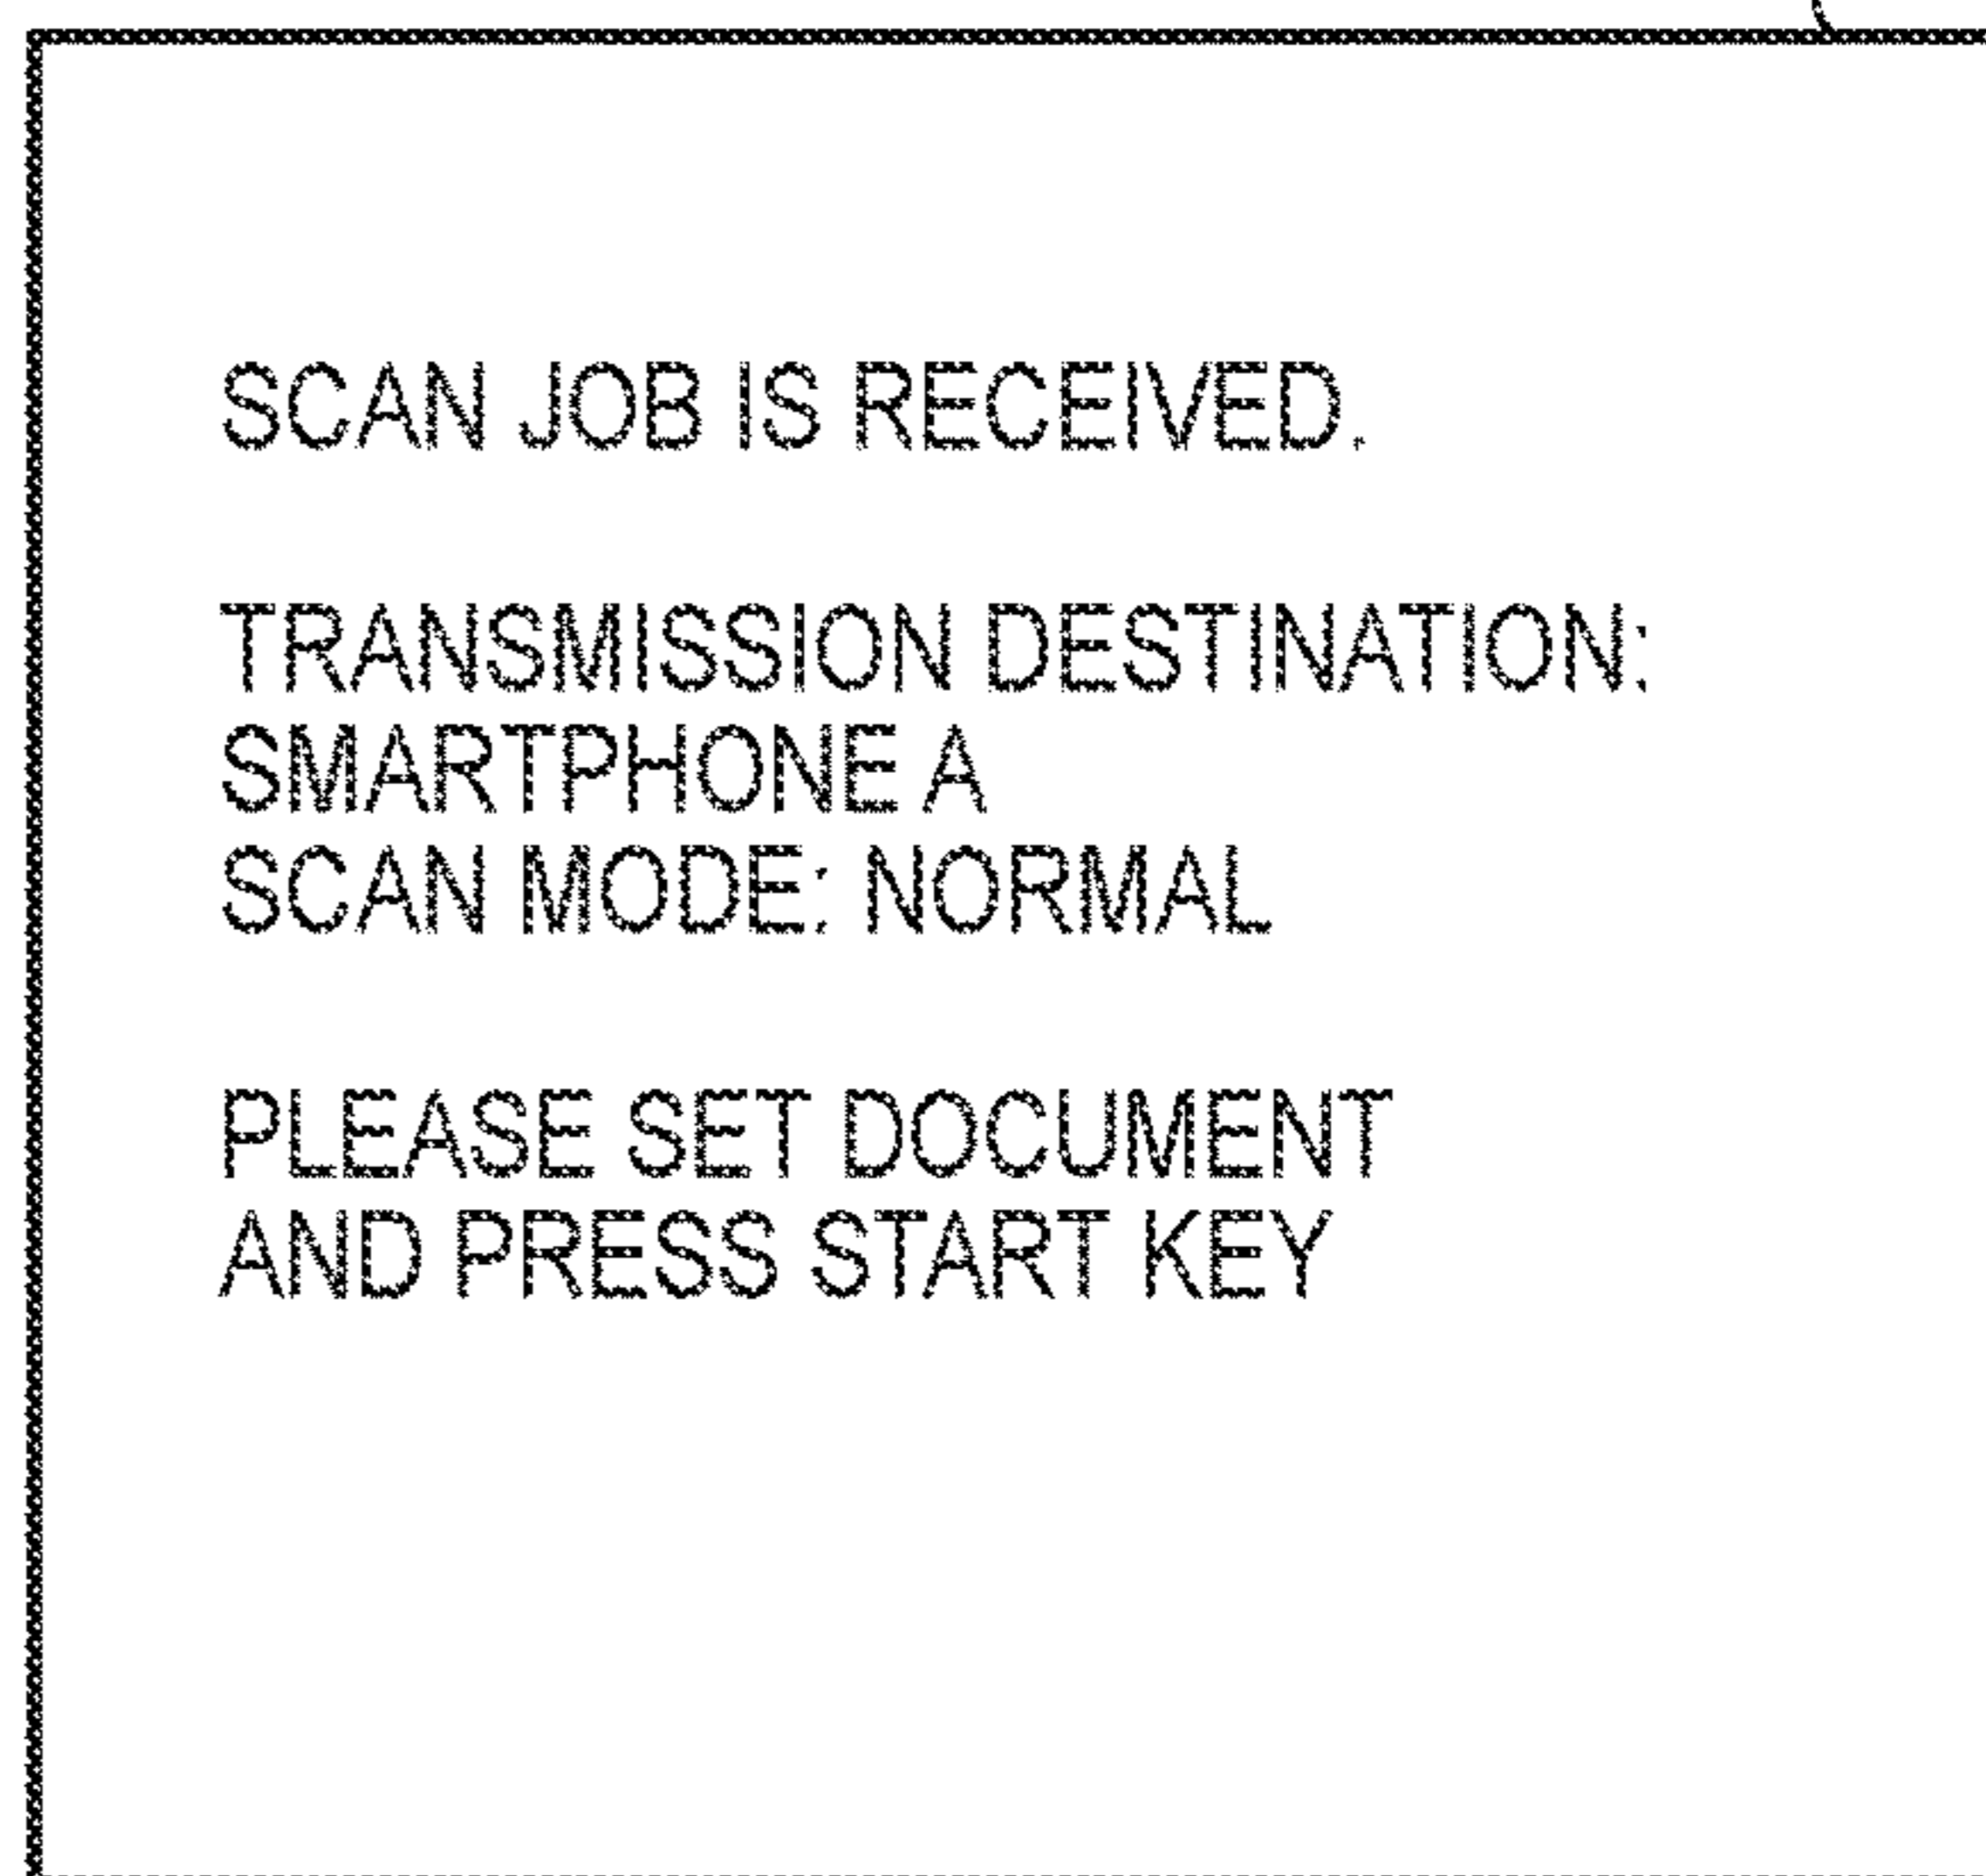 SCAN JOB IS RECEIVED.
TRANSMISSION DESTINATION:
SMARTPHONE A
SCAN MODE: NORMAL
PLEASE SET DOCUMENT
AND PRESS START KEY